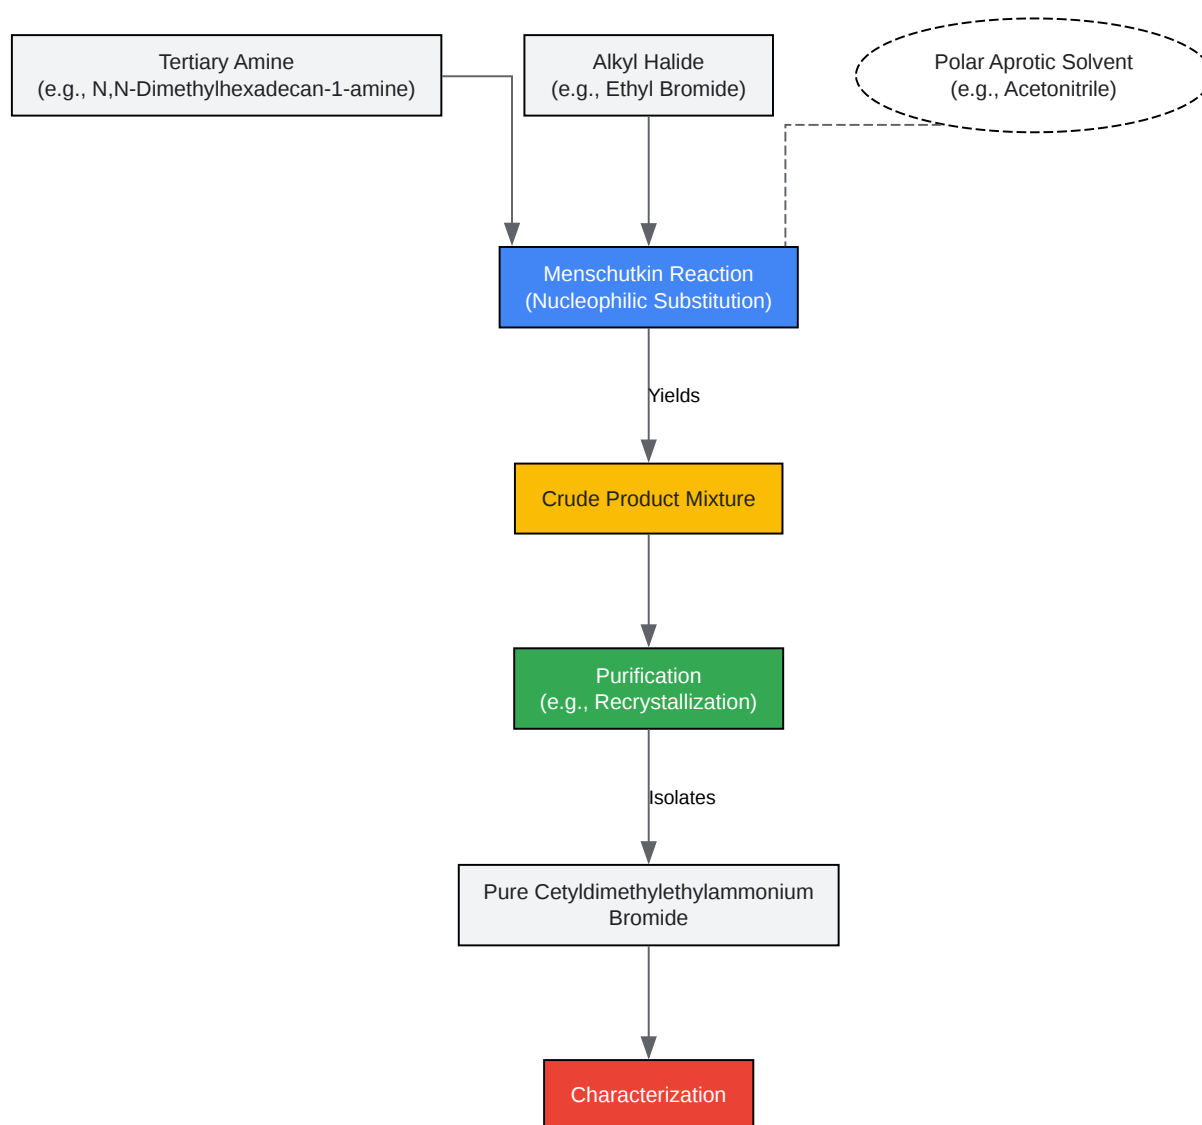 Tertiary Amine
(e.g., N,N-Dimethylhexadecan-1-amine)
Alkyl Halide
(e.g., Ethyl Bromide)
Polar Aprotic Solvent
(e.g., Acetonitrile)
Menschutkin Reaction
(Nucleophilic Substitution)
Yields
Crude Product Mixture
Purification
(e.g., Recrystallization)
Isolates
Pure Cetyldimethylethylammonium
Bromide
Characterization